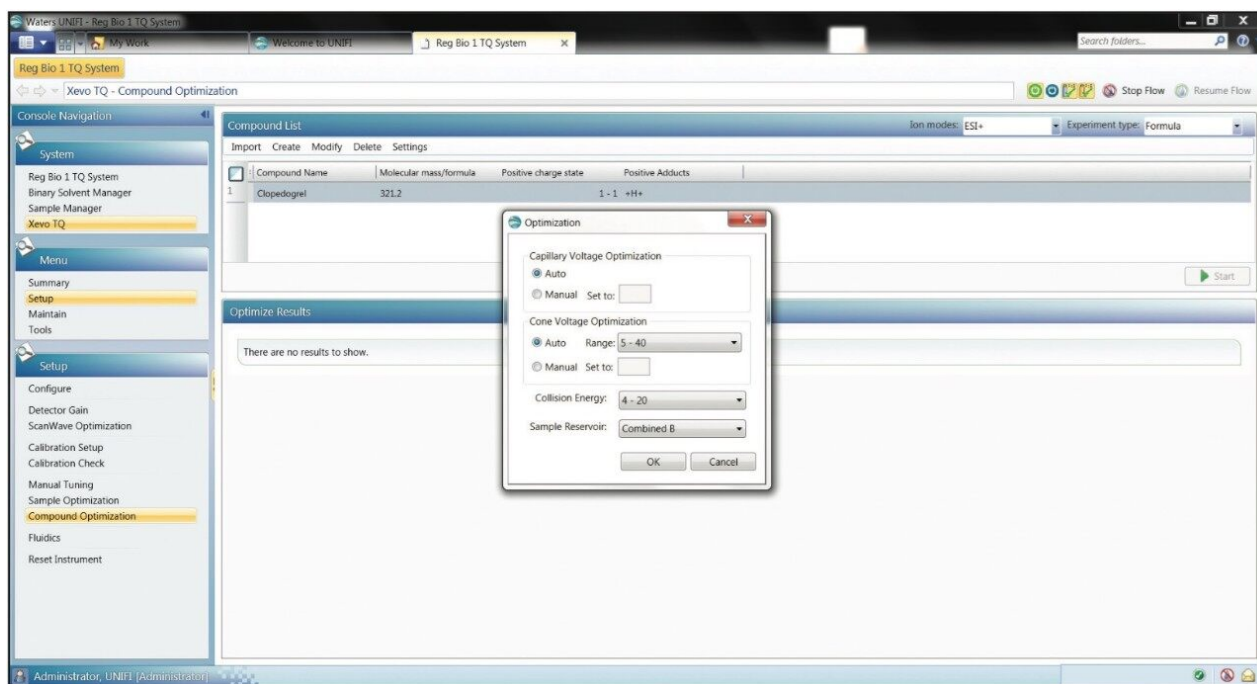 Waters UNIFI - Reg Bio 1 TQ System
My Work
Welcome to UNIFI
Reg Bio 1 TQ System
Search folders...
Reg Bio 1 TQ System
Xevo TQ - Compound Optimization
Stop Flow
Resume Flow
Console Navigation
System
Reg Bio 1 TQ System
Binary Solvent Manager
Sample Manager
Xevo TQ
Menu
Summary
Setup
Maintain
Tools
Setup
Configure
Detector Gain
ScanWave Optimization
Calibration Setup
Calibration Check
Manual Tuning
Sample Optimization
Compound Optimization
Fluidics
Reset Instrument
Compound List
Ion modes: ESI+
Experiment type: Formula
Import Create Modify Delete Settings
Compound Name Molecular mass/formula Positive charge state Positive Adducts
1 Clopedogrel 321.2 1 - 1 +H+
Start
Optimize Results
There are no results to show.
Optimization
Capillary Voltage Optimization
Auto
Manual Set to:
Cone Voltage Optimization
Auto Range: 5 - 40
Manual Set to:
Collision Energy: 4 - 20
Sample Reservoir: Combined B
OK Cancel
Administrator, UNIFI [Administrator]